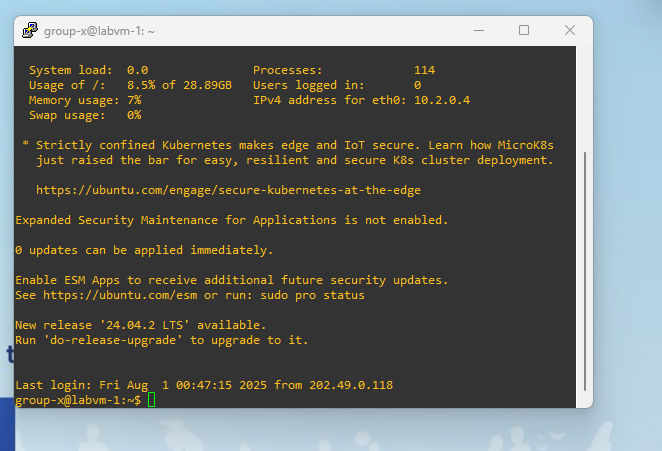 group-x@labvm-1: ~
System load:  0.0                Processes:             114
Usage of /:   8.5% of 28.89GB   Users logged in:       0
Memory usage: 7%                 IPv4 address for eth0: 10.2.0.4
Swap usage:   0%
* Strictly confined Kubernetes makes edge and IoT secure. Learn how MicroK8s
just raised the bar for easy, resilient and secure K8s cluster deployment.
https://ubuntu.com/engage/secure-kubernetes-at-the-edge
Expanded Security Maintenance for Applications is not enabled.
0 updates can be applied immediately.
Enable ESM Apps to receive additional future security updates.
See https://ubuntu.com/esm or run: sudo pro status
New release '24.04.2 LTS' available.
Run 'do-release-upgrade' to upgrade to it.
Last login: Fri Aug  1 00:47:15 2025 from 202.49.0.118
group-x@labvm-1:~$